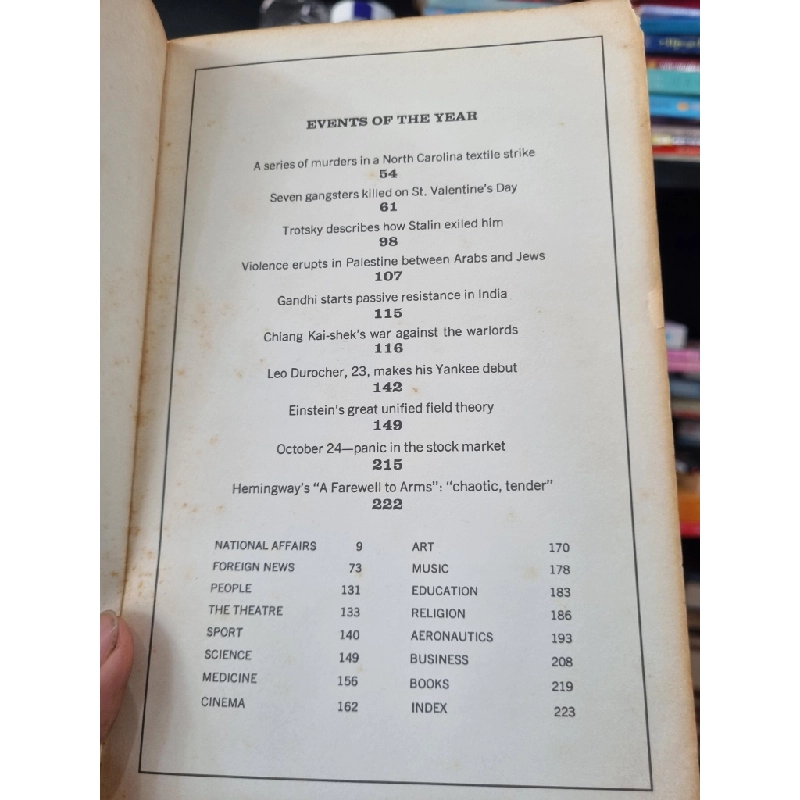 EVENTS OF THE YEAR
A series of murders in a North Carolina textile strike
54
Seven gangsters killed on St. Valentine's Day
61
Trotsky describes how Stalin exiled him
98
Violence erupts in Palestine between Arabs and Jews
107
Gandhi starts passive resistance in India
115
Chiang Kai-shek's war against the warlords
116
Leo Durocher, 23, makes his Yankee debut
142
Einstein's great unified field theory
149
October 24—panic in the stock market
215
Hemingway's "A Farewell to Arms": "chaotic, tender"
222
NATIONAL AFFAIRS 9 ART 170
FOREIGN NEWS 73 MUSIC 178
PEOPLE 131 EDUCATION 183
THE THEATRE 133 RELIGION 186
SPORT 140 AERONAUTICS 193
SCIENCE 149 BUSINESS 208
MEDICINE 156 BOOKS 219
CINEMA 162 INDEX 223